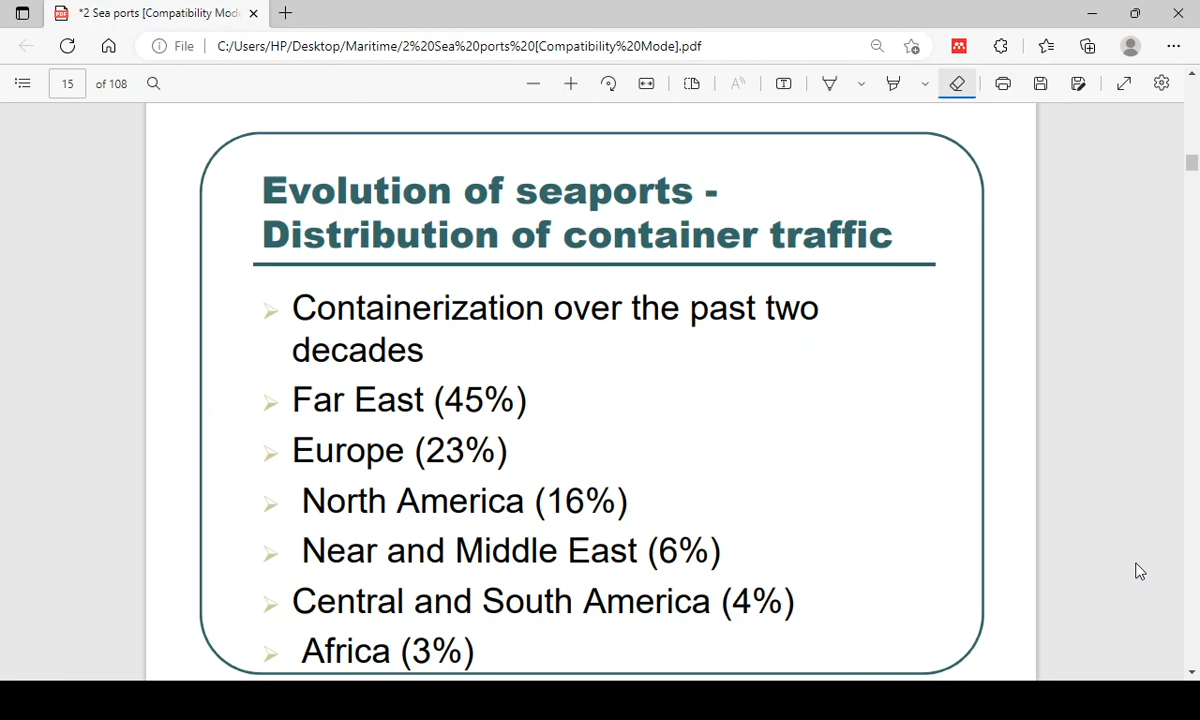 *2 Sea ports [Compatibility Mod
File
C:/Users/HP/Desktop/Maritime/2%20Sea%20ports%20[Compatibility%20Mode].pdf
15 of 108
Evolution of seaports -
Distribution of container traffic
Containerization over the past two
decades
Far East (45%)
Europe (23%)
North America (16%)
Near and Middle East (6%)
Central and South America (4%)
Africa (3%)